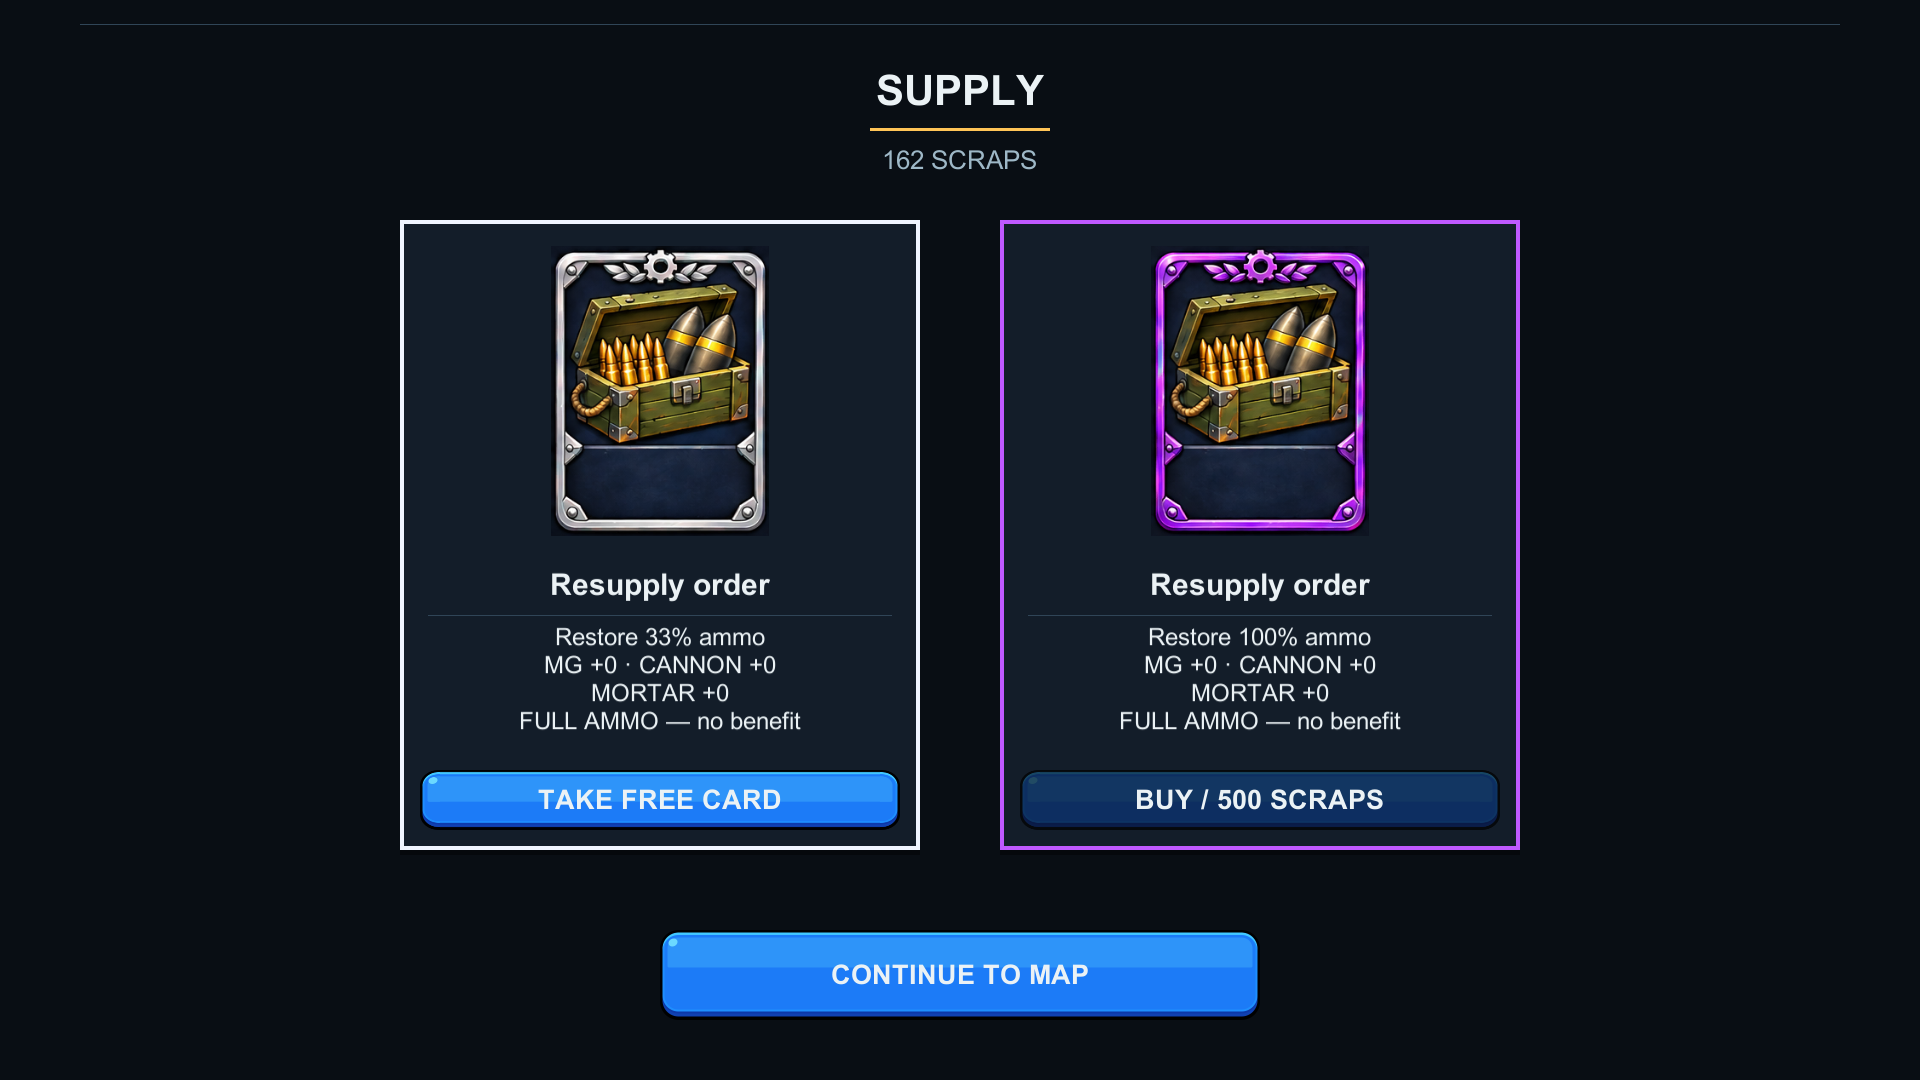 SUPPLY
162 SCRAPS
Resupply order
Restore 33% ammo
MG +0 · CANNON +0
MORTAR +0
FULL AMMO — no benefit
TAKE FREE CARD
Resupply order
Restore 100% ammo
MG +0 · CANNON +0
MORTAR +0
FULL AMMO — no benefit
BUY / 500 SCRAPS
CONTINUE TO MAP